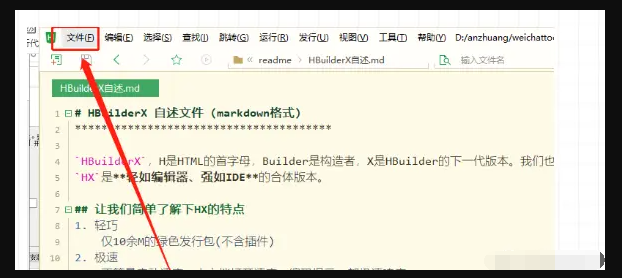 文件(F) 编辑(E) 选择(S) 查找(I) 跳转(G) 运行(R) 发行(U) 视图(V) 工具(T) 帮助(Y) D:/anzhuang/weichattoo
readme > HBuilderX自述.md 输入文件名
HBuilderX自述.md
1 # HBuilderX 自述文件 (markdown格式)
2 ***************************************
3
4 `HBuilderX`，H是HTML的首字母，Builder是构造者，X是HBuilder的下一代版本。我们也
5 `HX`是**轻如编辑器、强如IDE**的合体版本。
6
7 ## 让我们简单了解下HX的特点
8 1. 轻巧
9 仅10余M的绿色发行包(不含插件)
10 2. 极速